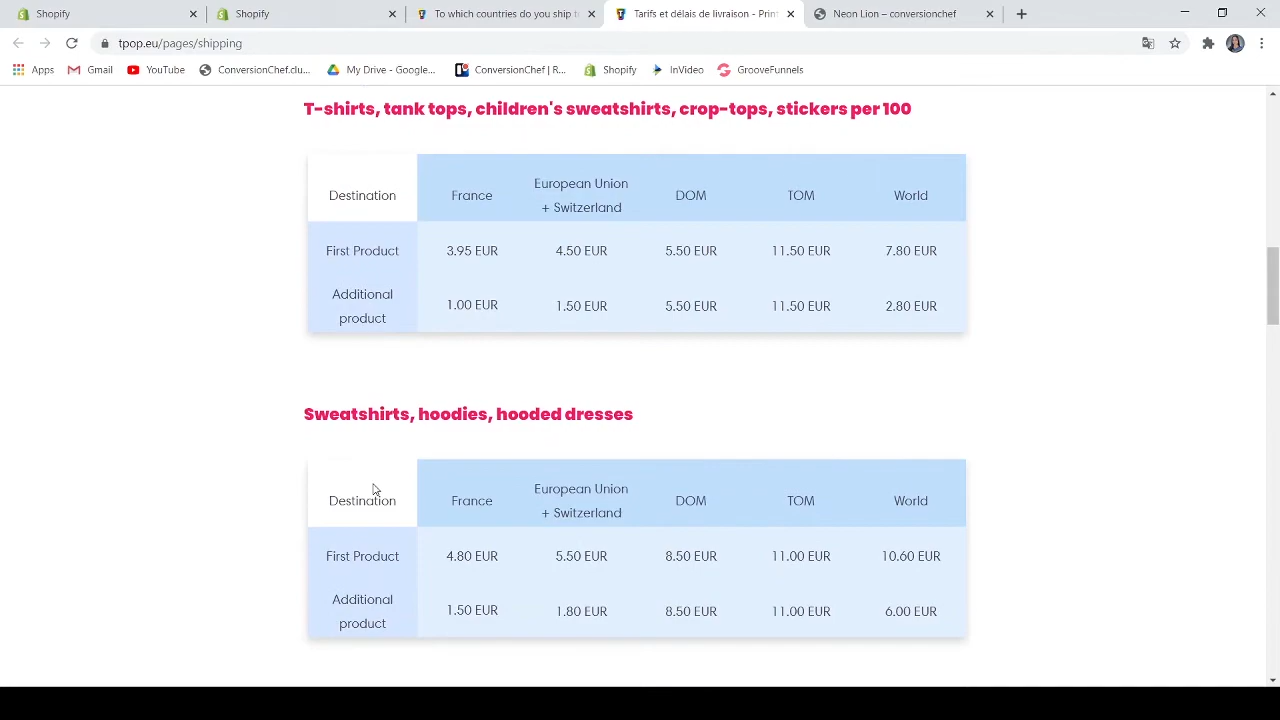 Shopify
Shopify
To which countries do you ship to
Tarifs et délais de livraison - Prin
Neon Lion – conversionchef
tpop.eu/pages/shipping
Apps
Gmail
YouTube
ConversionChef.clu...
My Drive - Google...
ConversionChef | R...
Shopify
InVideo
GrooveFunnels
T-shirts, tank tops, children's sweatshirts, crop-tops, stickers per 100
Destination France European Union + Switzerland DOM TOM World
First Product 3.95 EUR 4.50 EUR 5.50 EUR 11.50 EUR 7.80 EUR
Additional product 1.00 EUR 1.50 EUR 5.50 EUR 11.50 EUR 2.80 EUR
Sweatshirts, hoodies, hooded dresses
Destination France European Union + Switzerland DOM TOM World
First Product 4.80 EUR 5.50 EUR 8.50 EUR 11.00 EUR 10.60 EUR
Additional product 1.50 EUR 1.80 EUR 8.50 EUR 11.00 EUR 6.00 EUR